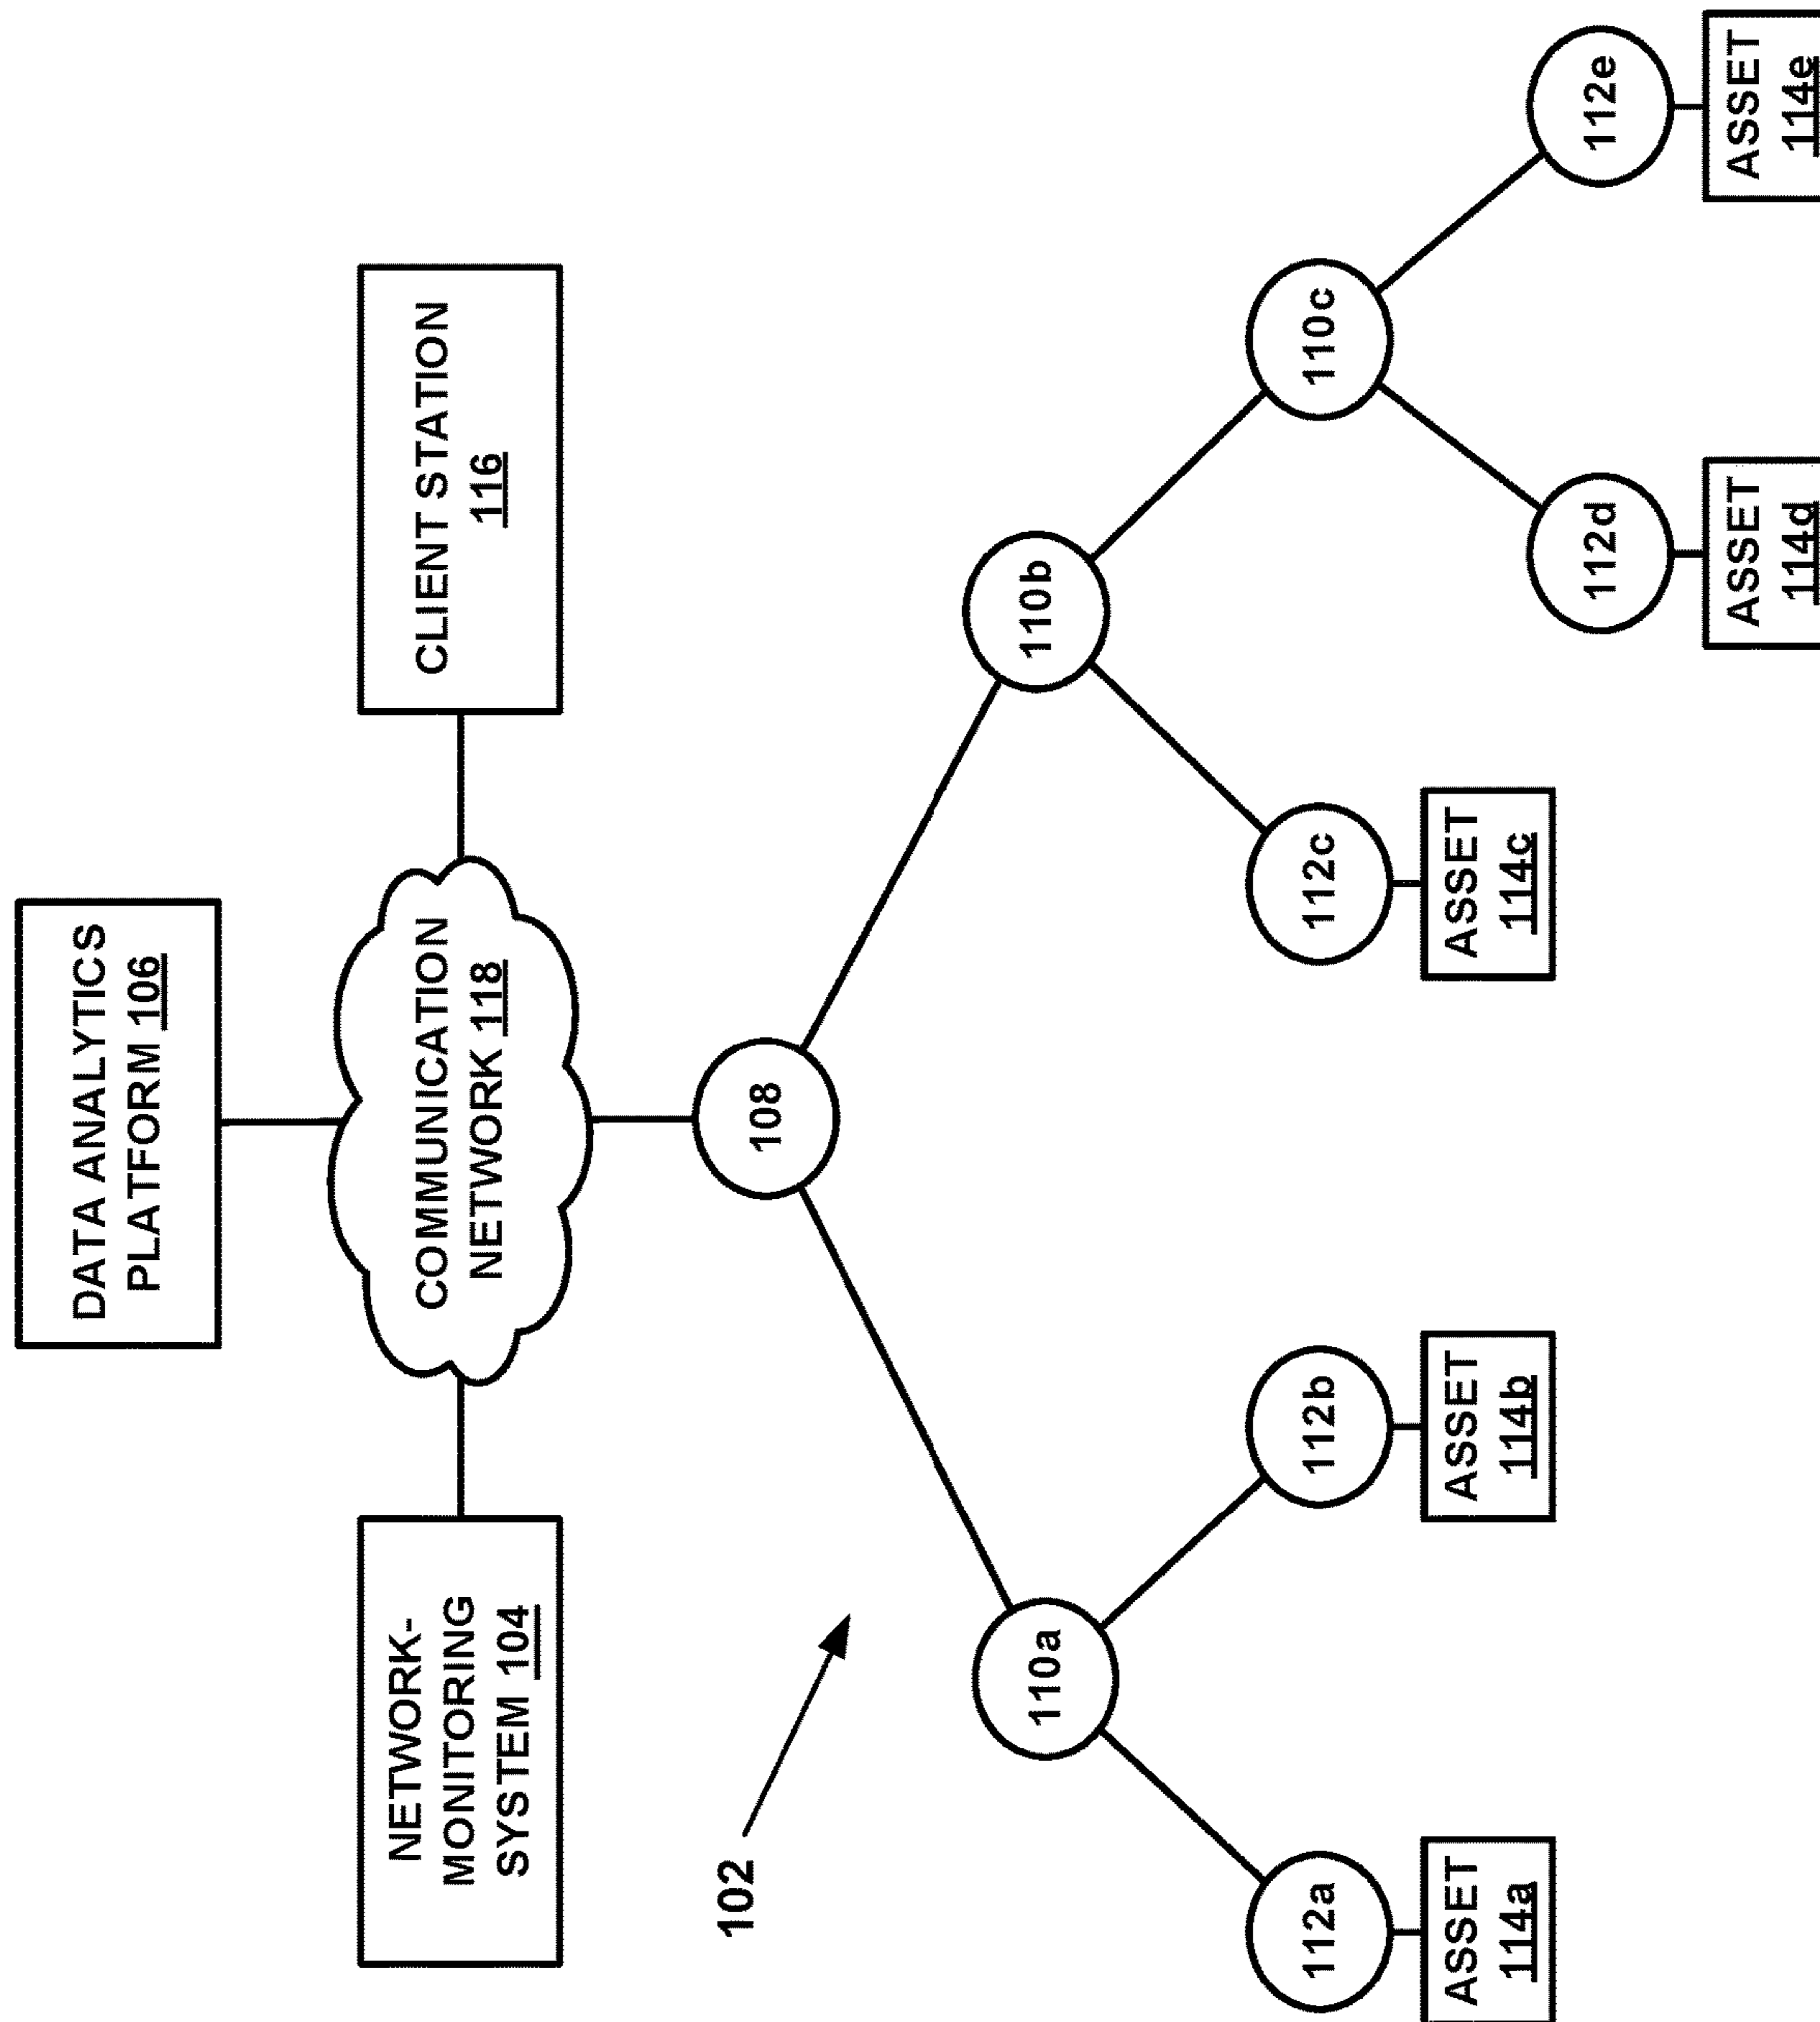 DATA ANALYTICS
PLATFORM 106
NETWORK-
MONITORING
SYSTEM 104
COMMUNICATION
NETWORK 118
CLIENT STATION
116
102
108
110a
110b
112a
112b
112c
110c
ASSET
114a
ASSET
114b
ASSET
114c
112d
112e
ASSET
114d
ASSET
114e